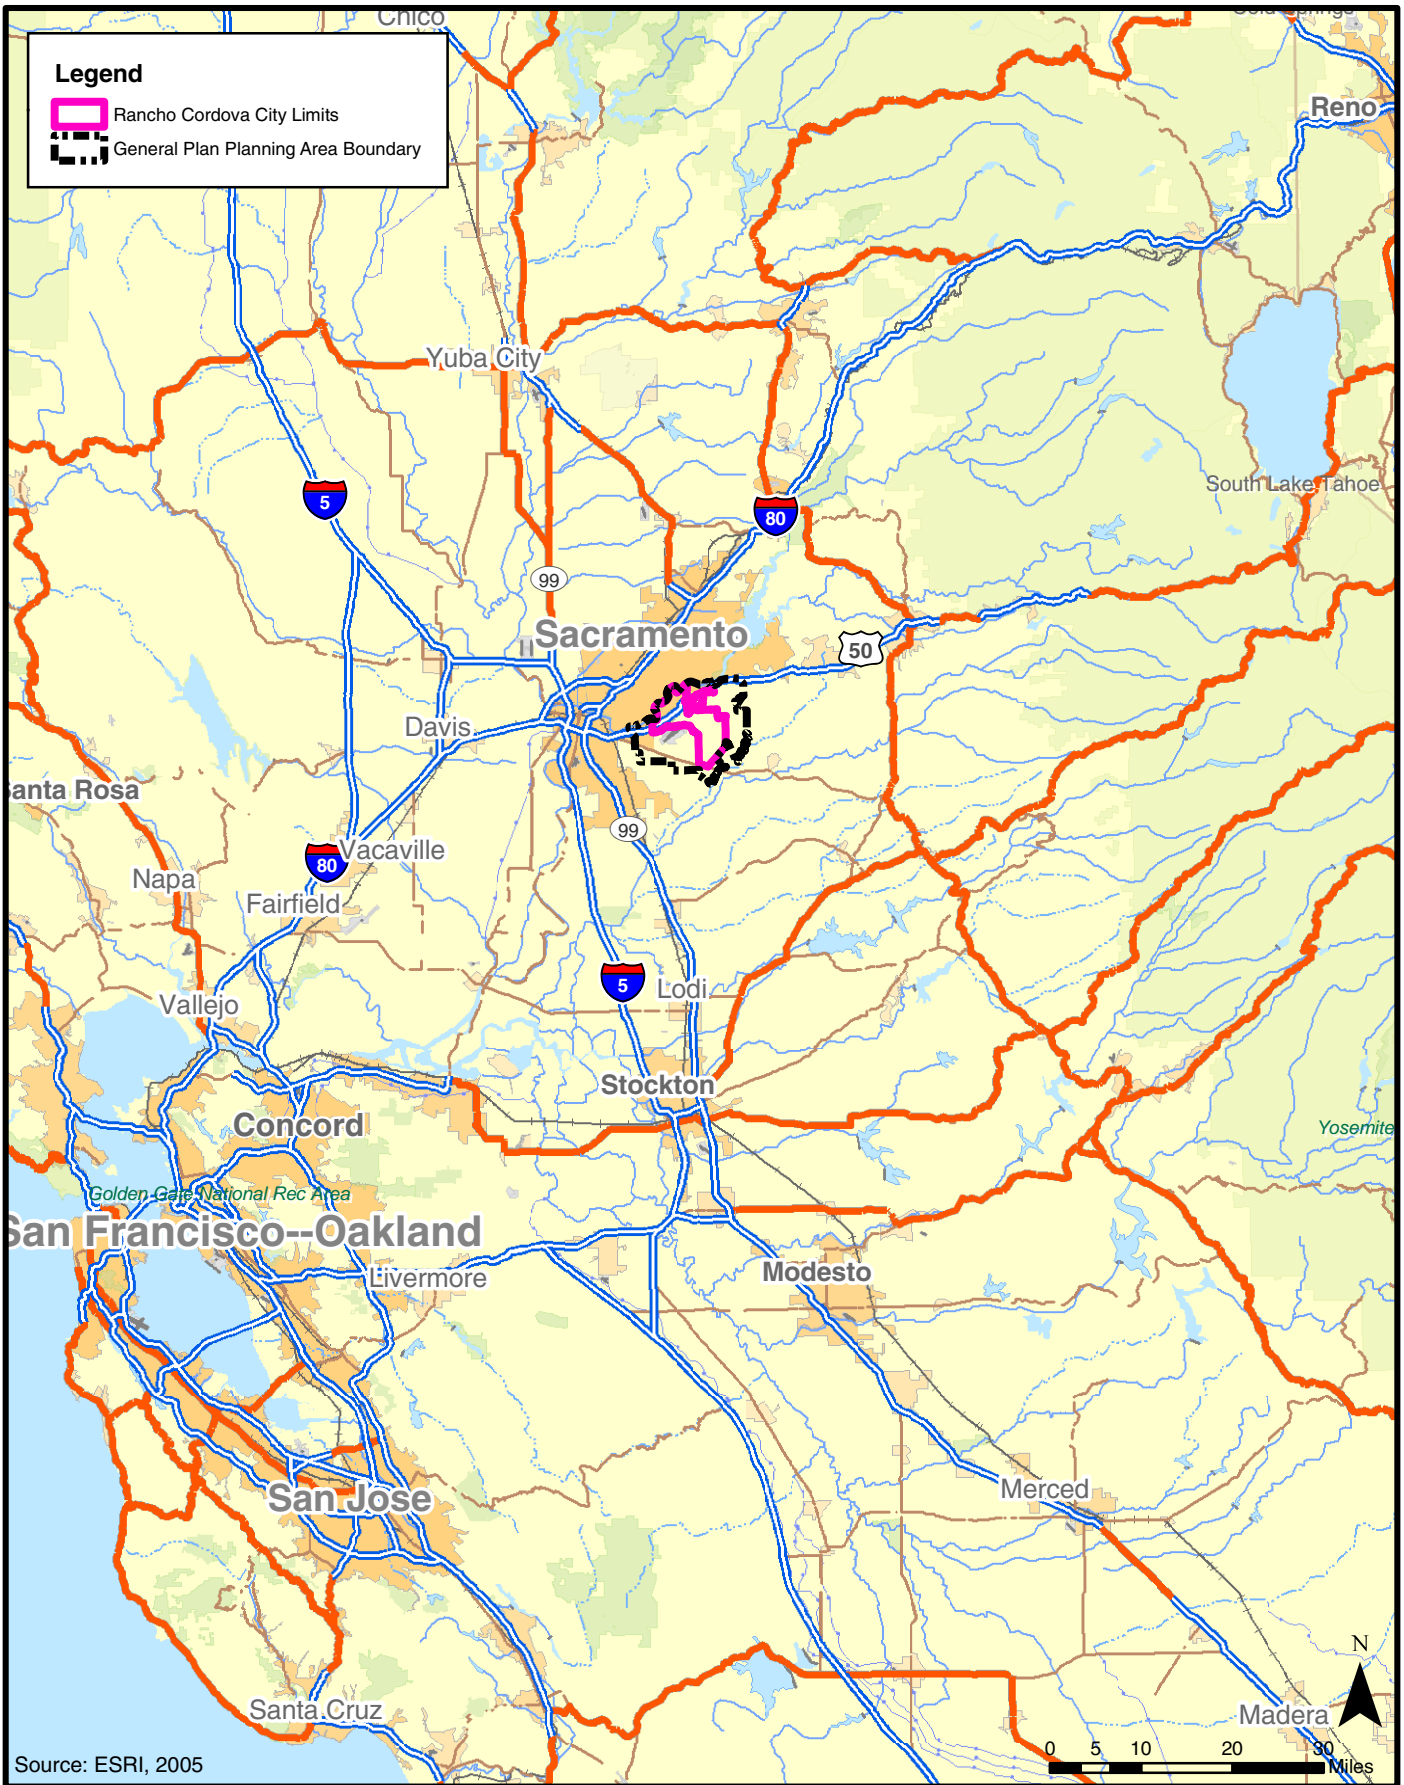 Chico
Cold Springs
Legend
Rancho Cordova City Limits
General Plan Planning Area Boundary
Reno
Yuba City
5
80
South Lake Tahoe
99
Sacramento
50
Davis
Santa Rosa
99
80
Vacaville
Napa
Fairfield
5
Lodi
Vallejo
Stockton
Concord
Yosemite
Golden Gate National Rec Area
San Francisco--Oakland
Livermore
Modesto
San Jose
Merced
N
Santa Cruz
Madera
0 5 10 20 30
Miles
Source: ESRI, 2005